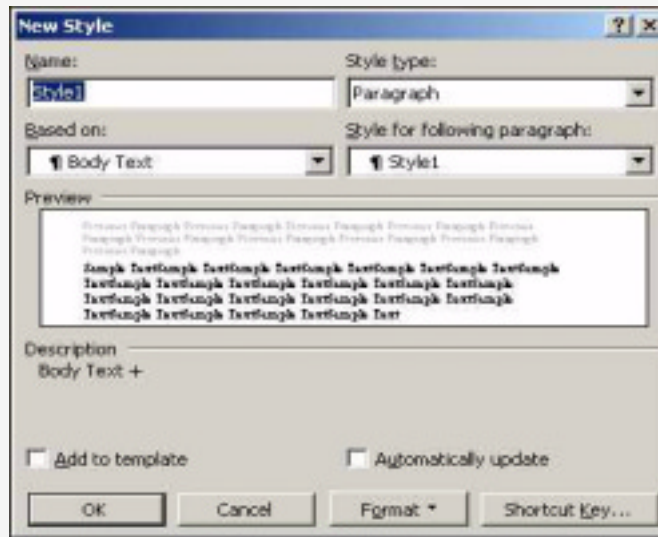 New Style
Name:
Style type:
Style1
Paragraph
Based on:
Style for following paragraph:
¶ Body Text
¶ Style1
Preview
Previous Paragraph Previous Paragraph Previous Paragraph Previous Paragraph Previous
Paragraph Previous Paragraph Previous Paragraph Previous Paragraph Previous Paragraph
Previous Paragraph
Sample TextSample TextSample TextSample TextSample TextSample
TextSample TextSample TextSample TextSample TextSample
TextSample TextSample TextSample TextSample TextSample
TextSample TextSample TextSample TextSample Text
Description
Body Text +
Add to template
Automatically update
OK
Cancel
Format
Shortcut Key...